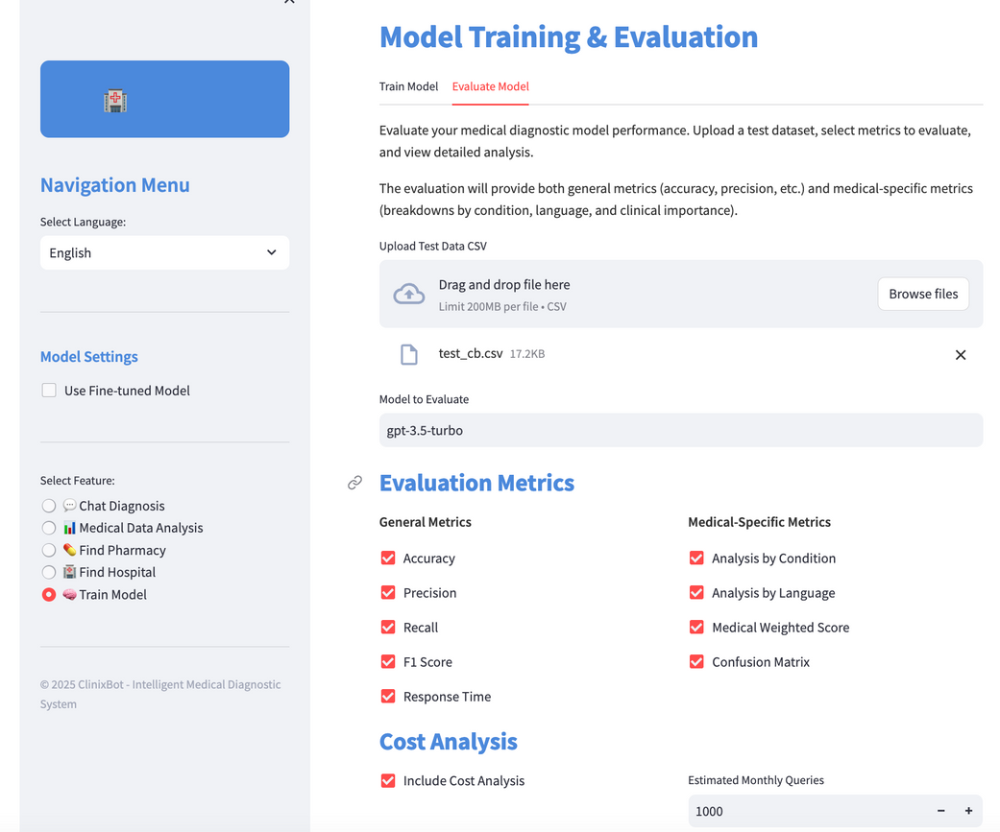 Navigation Menu
Select Language:
English
Model Settings
Use Fine-tuned Model
Select Feature:
💬 Chat Diagnosis
📊 Medical Data Analysis
💊 Find Pharmacy
🏥 Find Hospital
🧠 Train Model
© 2025 ClinixBot - Intelligent Medical Diagnostic
System
Model Training & Evaluation
Train Model Evaluate Model
Evaluate your medical diagnostic model performance. Upload a test dataset, select metrics to evaluate,
and view detailed analysis.
The evaluation will provide both general metrics (accuracy, precision, etc.) and medical-specific metrics
(breakdowns by condition, language, and clinical importance).
Upload Test Data CSV
Drag and drop file here
Limit 200MB per file • CSV
Browse files
test_cb.csv 17.2KB
Model to Evaluate
gpt-3.5-turbo
Evaluation Metrics
General Metrics
Accuracy
Precision
Recall
F1 Score
Response Time
Medical-Specific Metrics
Analysis by Condition
Analysis by Language
Medical Weighted Score
Confusion Matrix
Cost Analysis
Include Cost Analysis
Estimated Monthly Queries
1000